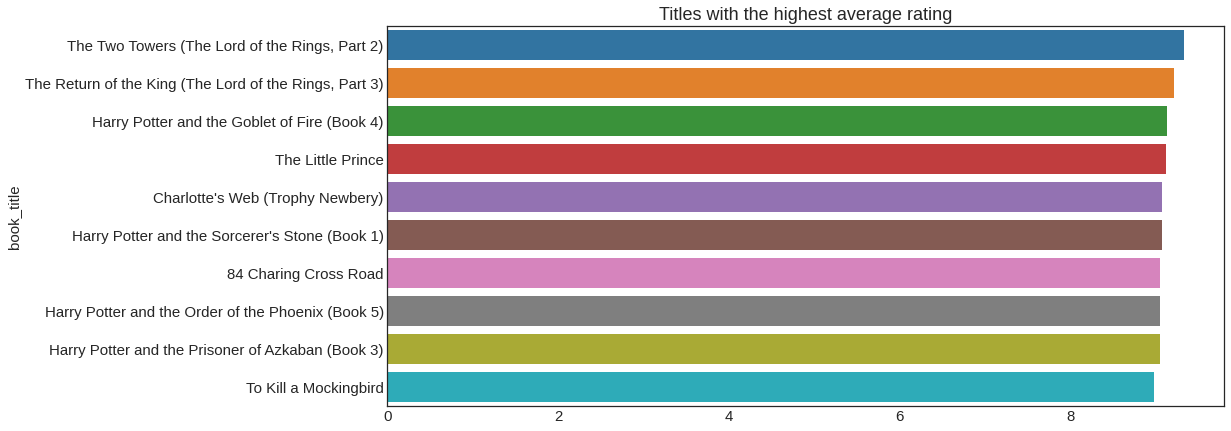 Titles with the highest average rating
The Two Towers (The Lord of the Rings, Part 2)
The Return of the King (The Lord of the Rings, Part 3)
Harry Potter and the Goblet of Fire (Book 4)
The Little Prince
Charlotte's Web (Trophy Newbery)
Harry Potter and the Sorcerer's Stone (Book 1)
84 Charing Cross Road
Harry Potter and the Order of the Phoenix (Book 5)
Harry Potter and the Prisoner of Azkaban (Book 3)
To Kill a Mockingbird
book_title
0 2 4 6 8